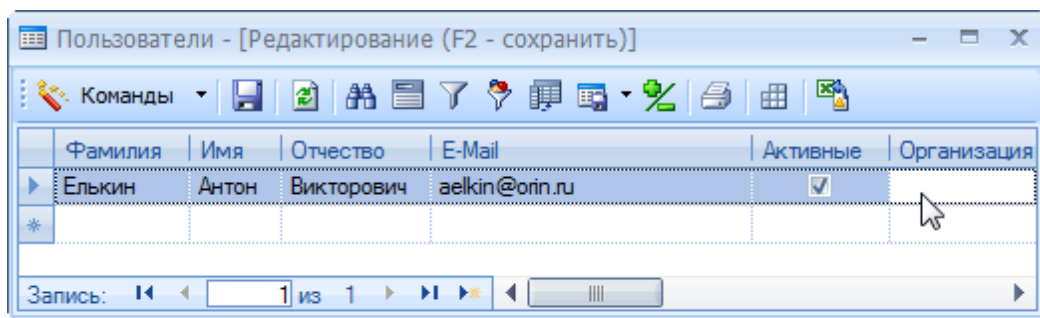 Пользователи - [Редактирование (F2 - сохранить)]
Команды
Фамилия Имя Отчество E-Mail Активные Организация
Елькин Антон Викторович aelkin@orin.ru
Запись: 1 из 1